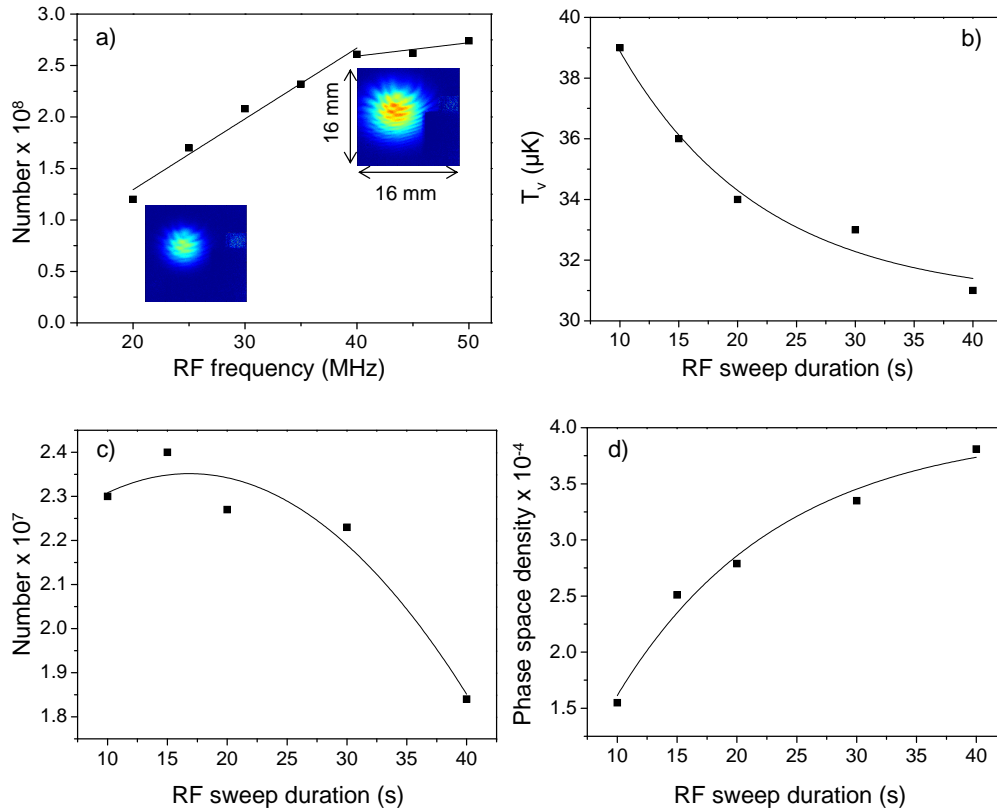 a)
Number x 10⁸
3.0
2.5
2.0
1.5
1.0
0.5
0.0
16 mm
16 mm
20 30 40 50
RF frequency (MHz)
b)
Tᵥ (µK)
40
38
36
34
32
30
10 15 20 25 30 35 40
RF sweep duration (s)
c)
Number x 10⁷
2.4
2.3
2.2
2.1
2.0
1.9
1.8
10 15 20 25 30 35 40
RF sweep duration (s)
d)
Phase space density x 10⁻⁴
4.0
3.5
3.0
2.5
2.0
1.5
10 15 20 25 30 35 40
RF sweep duration (s)